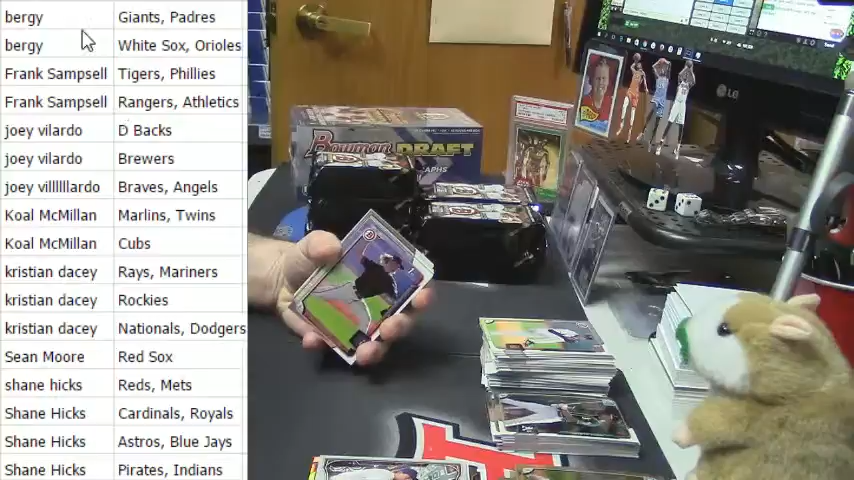 bergy Giants, Padres
bergy White Sox, Orioles
Frank Sampsell Tigers, Phillies
Frank Sampsell Rangers, Athletics
joey vilardo D Backs
joey vilardo Brewers
joey villlllardo Braves, Angels
Koal McMillan Marlins, Twins
Koal McMillan Cubs
kristian dacey Rays, Mariners
kristian dacey Rockies
kristian dacey Nationals, Dodgers
Sean Moore Red Sox
shane hicks Reds, Mets
Shane Hicks Cardinals, Royals
Shane Hicks Astros, Blue Jays
Shane Hicks Pirates, Indians
Bowman DRAFT
LG